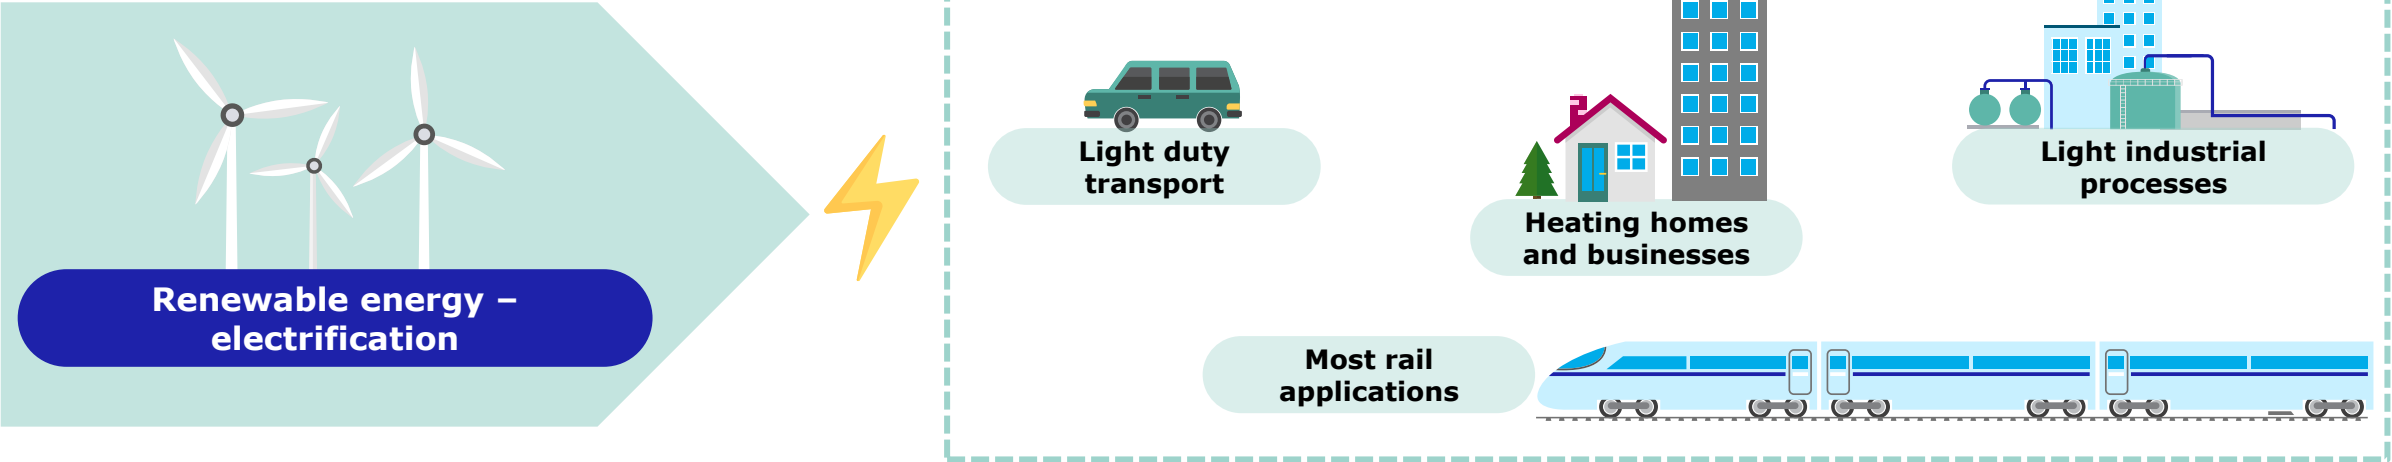 Renewable energy –
electrification
Light duty
transport
Heating homes
and businesses
Light industrial
processes
Most rail
applications